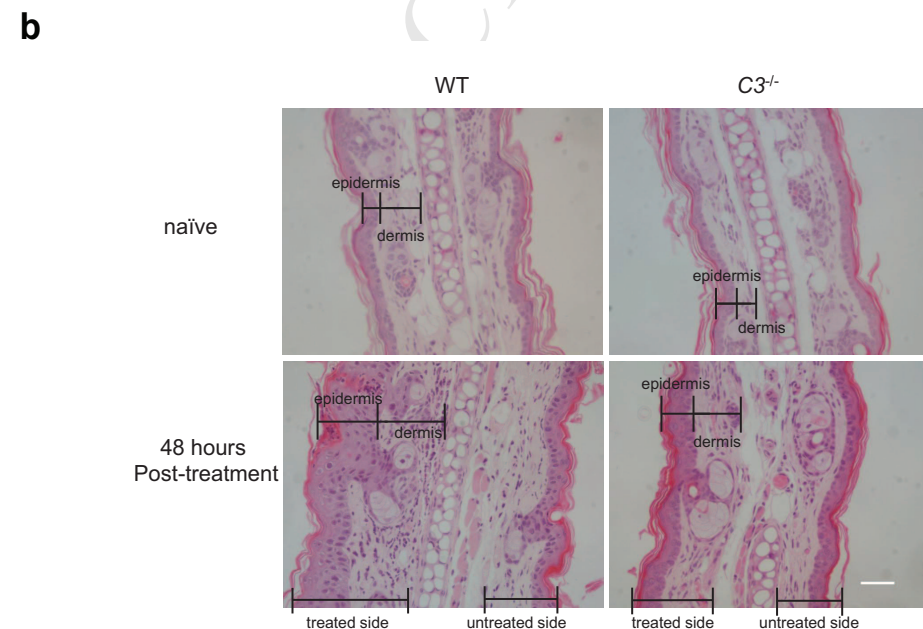 b
WT
C3-/-
naïve
epidermis
dermis
epidermis
dermis
48 hours
Post-treatment
epidermis
dermis
epidermis
dermis
treated side
untreated side
treated side
untreated side